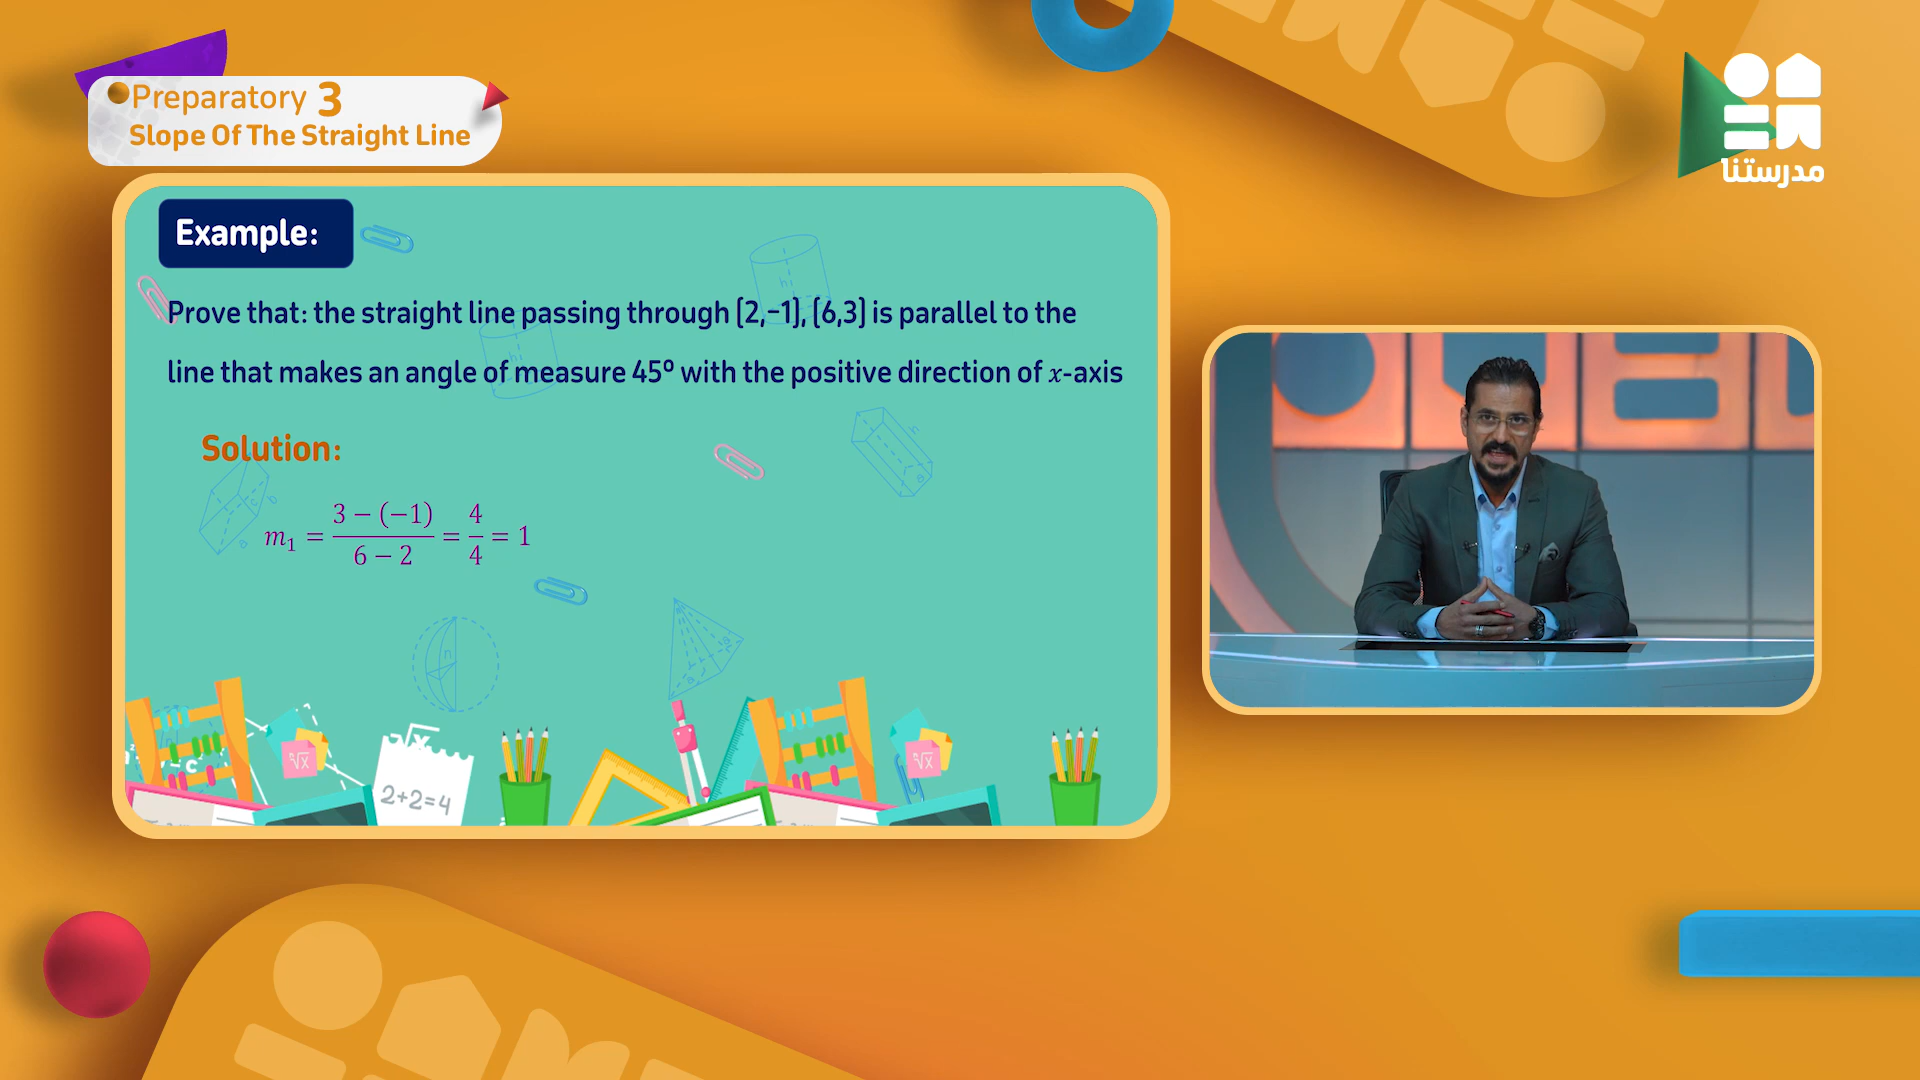 Preparatory 3
Slope Of The Straight Line
مدرستنا
Example:
Prove that: the straight line passing through (2,−1), (6,3) is parallel to the
line that makes an angle of measure 45º with the positive direction of x-axis
Solution:
m₁ = (3 − (−1))/(6 − 2) = 4/4 = 1
√x
∜x
2+2=4